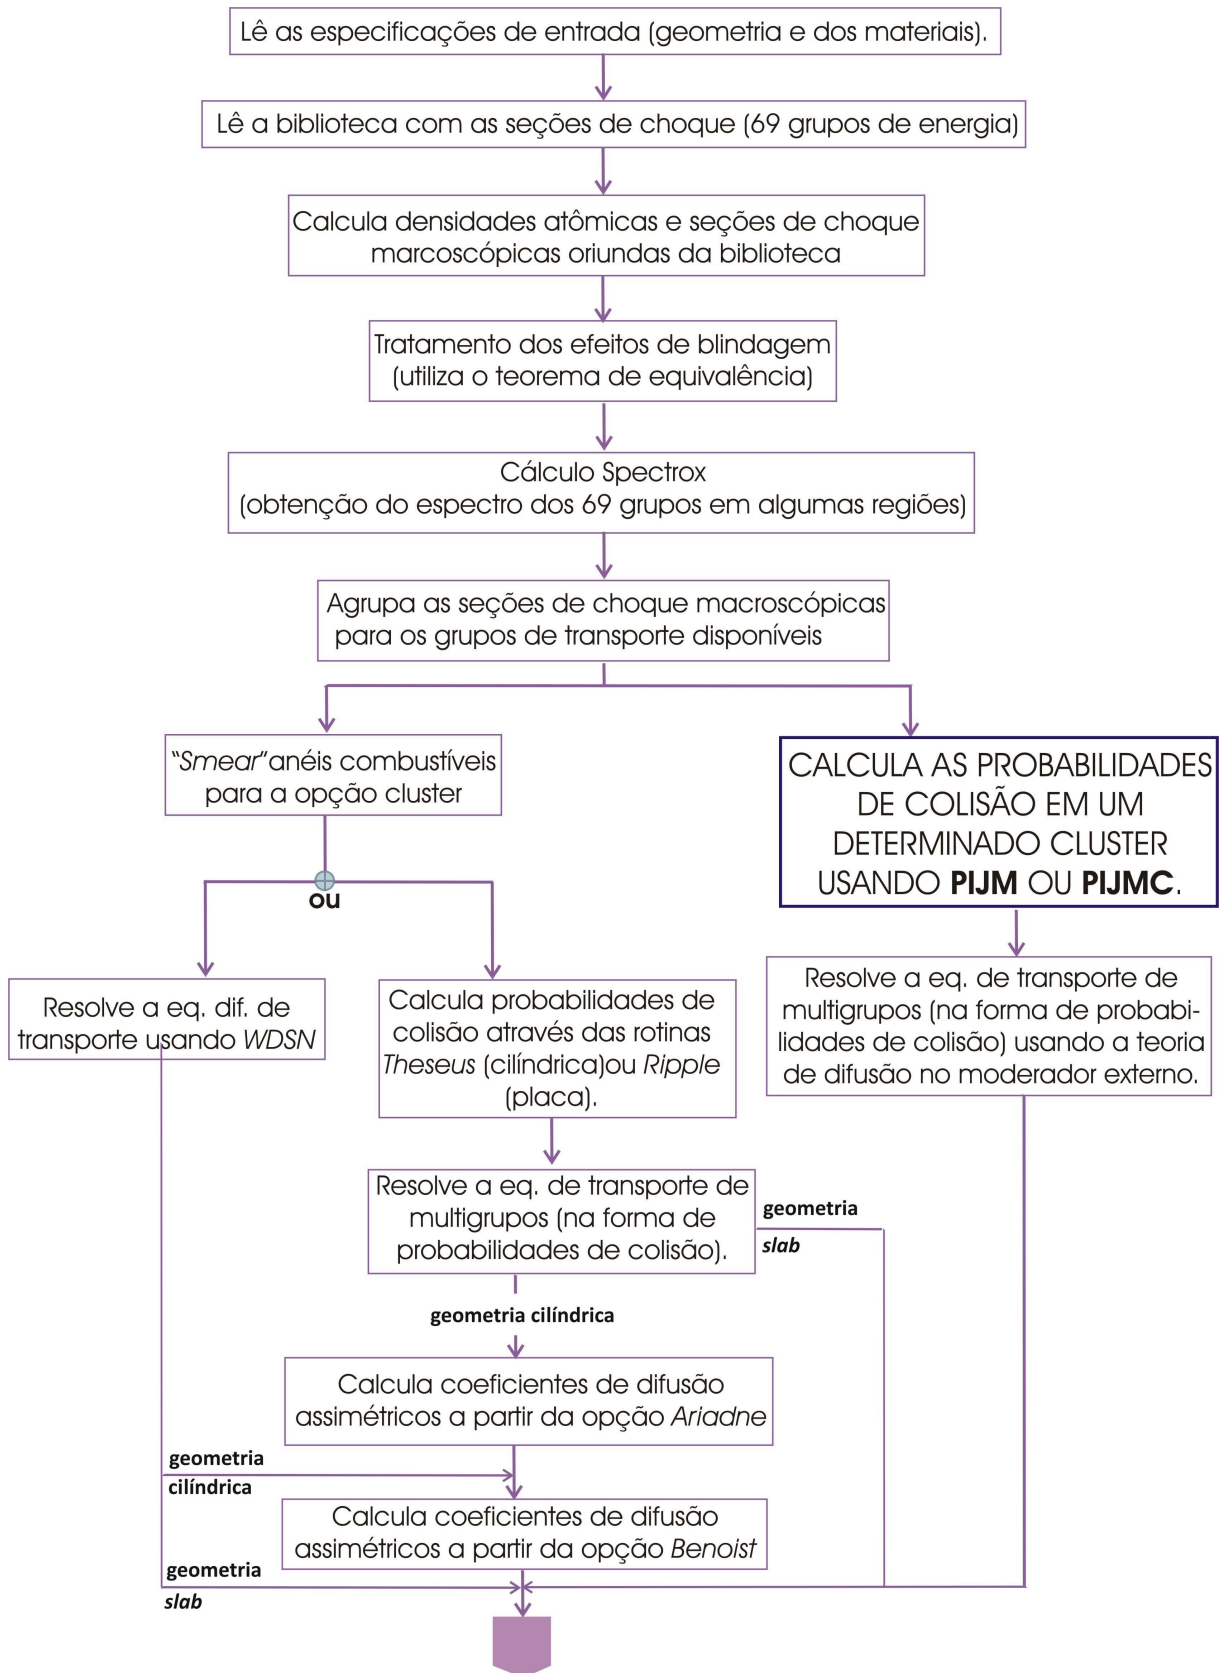 Lê as especificações de entrada (geometria e dos materiais).
Lê a biblioteca com as seções de choque (69 grupos de energia)
Calcula densidades atômicas e seções de choque
marcoscópicas oriundas da biblioteca
Tratamento dos efeitos de blindagem
(utiliza o teorema de equivalência)
Cálculo Spectrox
(obtenção do espectro dos 69 grupos em algumas regiões)
Agrupa as seções de choque macroscópicas
para os grupos de transporte disponíveis
"Smear"anéis combustíveis
para a opção cluster
CALCULA AS PROBABILIDADES
DE COLISÃO EM UM
DETERMINADO CLUSTER
USANDO PIJM OU PIJMC.
ou
Resolve a eq. dif. de
transporte usando WDSN
Calcula probabilidades de
colisão através das rotinas
Theseus (cilíndrica)ou Ripple
(placa).
Resolve a eq. de transporte de
multigrupos (na forma de probabi-
lidades de colisão) usando a teoria
de difusão no moderador externo.
Resolve a eq. de transporte de
multigrupos (na forma de
probabilidades de colisão).
geometria
slab
geometria cilíndrica
Calcula coeficientes de difusão
assimétricos a partir da opção Ariadne
geometria
cilíndrica
Calcula coeficientes de difusão
assimétricos a partir da opção Benoist
geometria
slab